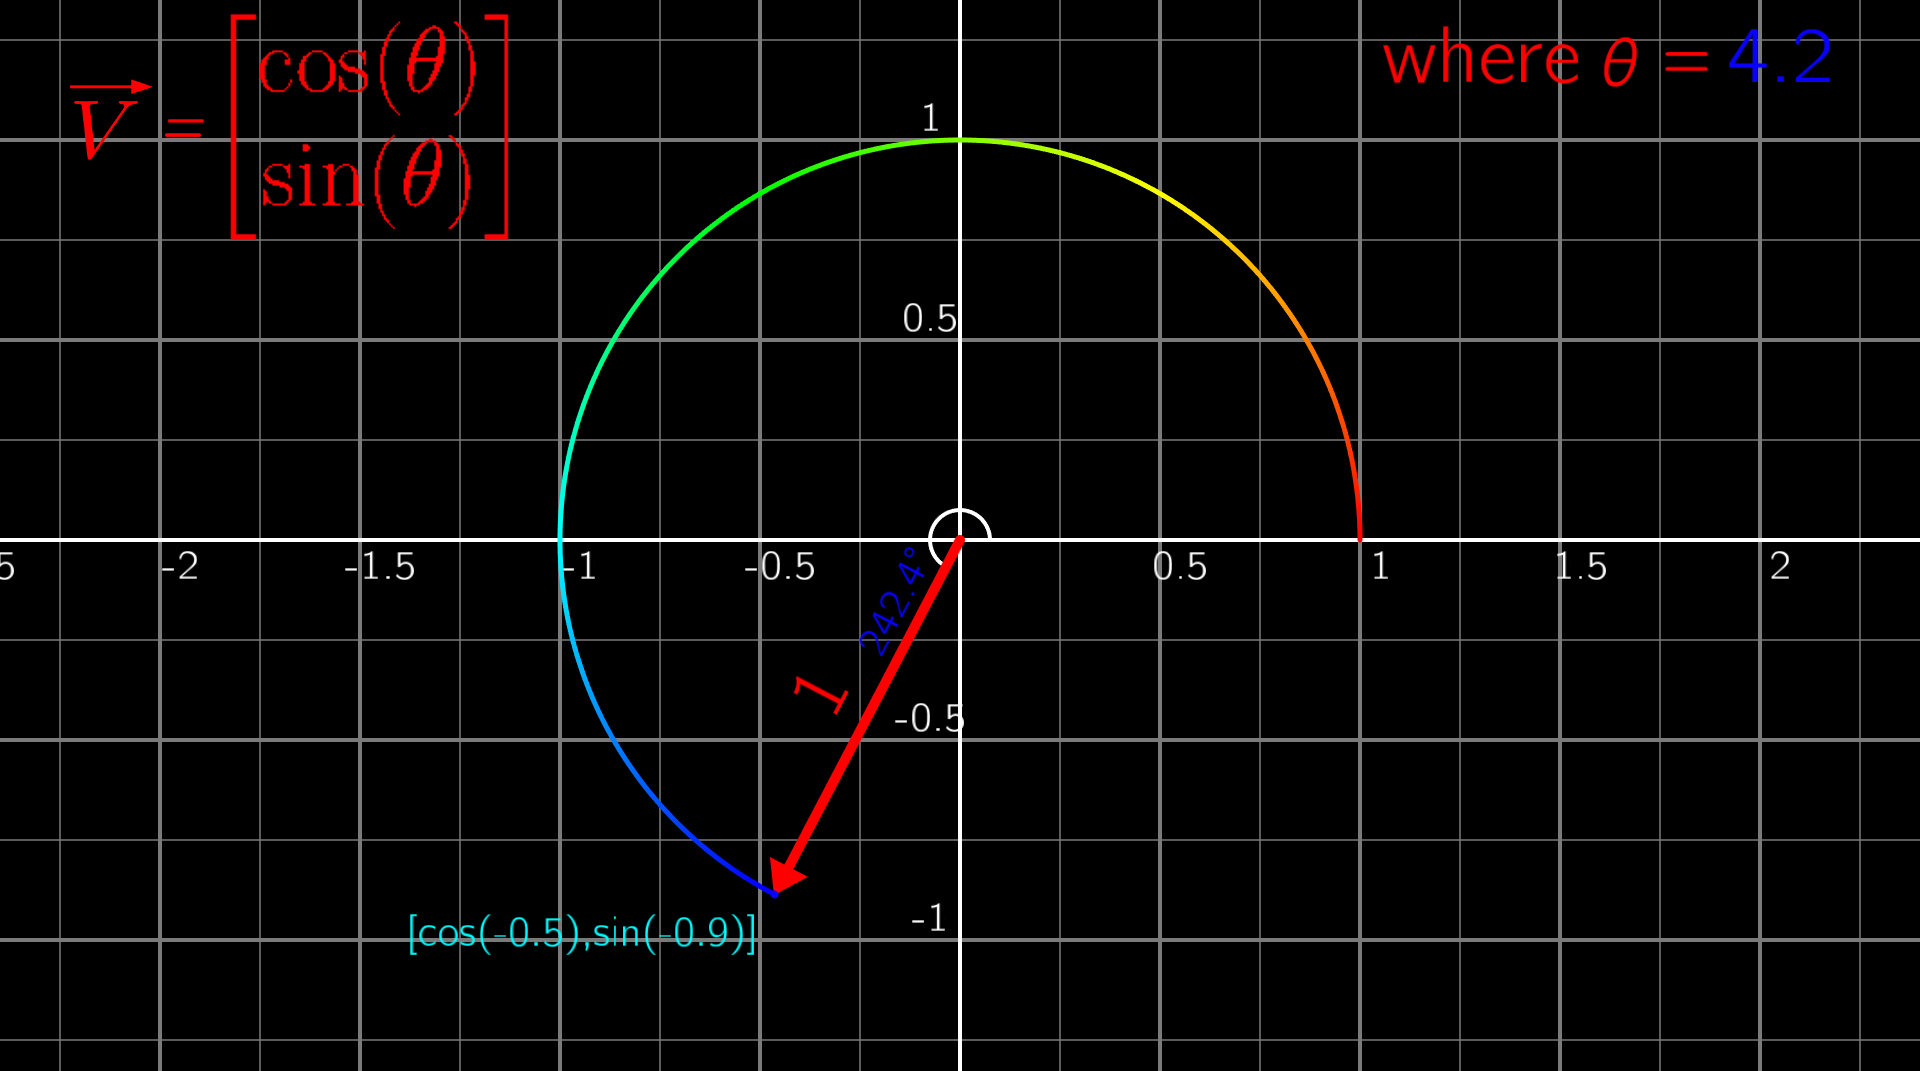 V = [cos(θ) sin(θ)]
where θ = 4.2
1
0.5
5 -2 -1.5 -1 -0.5 0.5 1 1.5 2
242.4°
1
-0.5
-1
[cos(-0.5),sin(-0.9)]